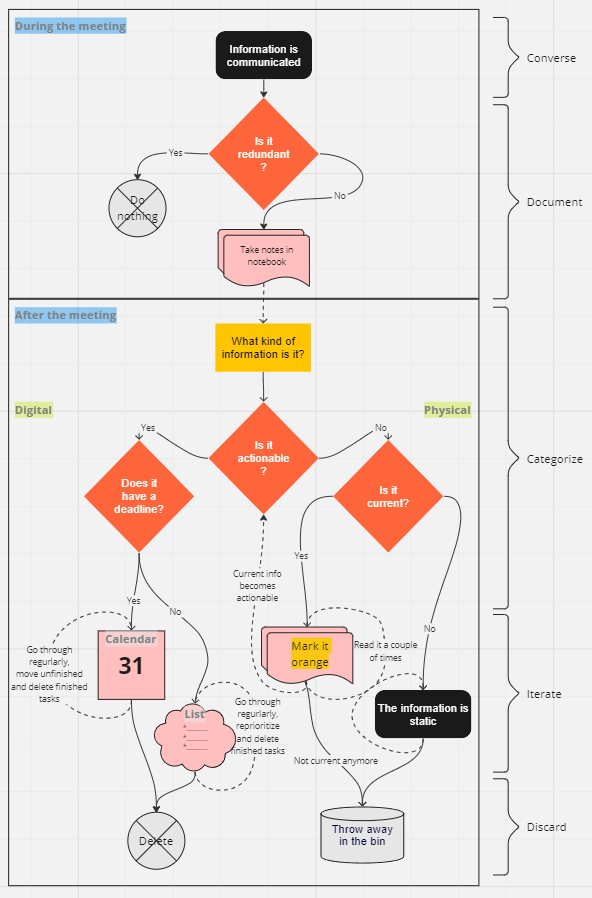 During the meeting
Information is
communicated
Converse
Is it
redundant
?
Yes
No
Do
nothing
Document
Take notes in
notebook
After the meeting
What kind of
information is it?
Digital
Physical
Yes
Is it
actionable
?
No
Categorize
Does it
have a
deadline?
Is it
current?
Current info
becomes
actionable
Yes
Yes
No
No
Calendar
31
Go through
regurlarly,
move unfinished
and delete finished
tasks
Mark it
orange
Read it a couple
of times
Iterate
List
Go through
regurlarly,
reprioritize
and delete
finished tasks
The information is
static
Not current anymore
Delete
Throw away
in the bin
Discard